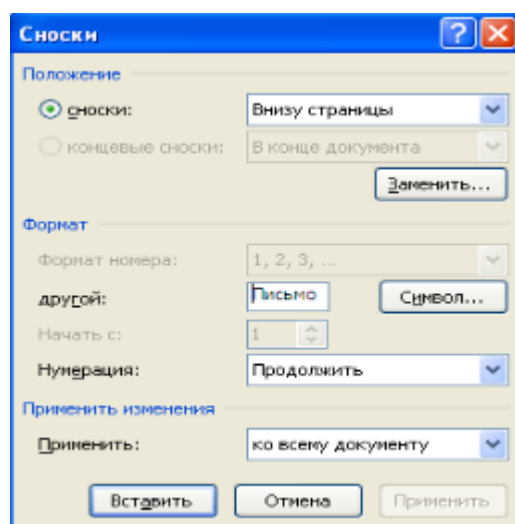 Сноски
Положение
сноски: Внизу страницы
концевые сноски: В конце документа
Заменить...
Формат
Формат номера: 1, 2, 3, ...
другой: Письмо Символ...
Начать с: 1
Нумерация: Продолжить
Применить изменения
Применить: ко всему документу
Вставить Отмена Применить